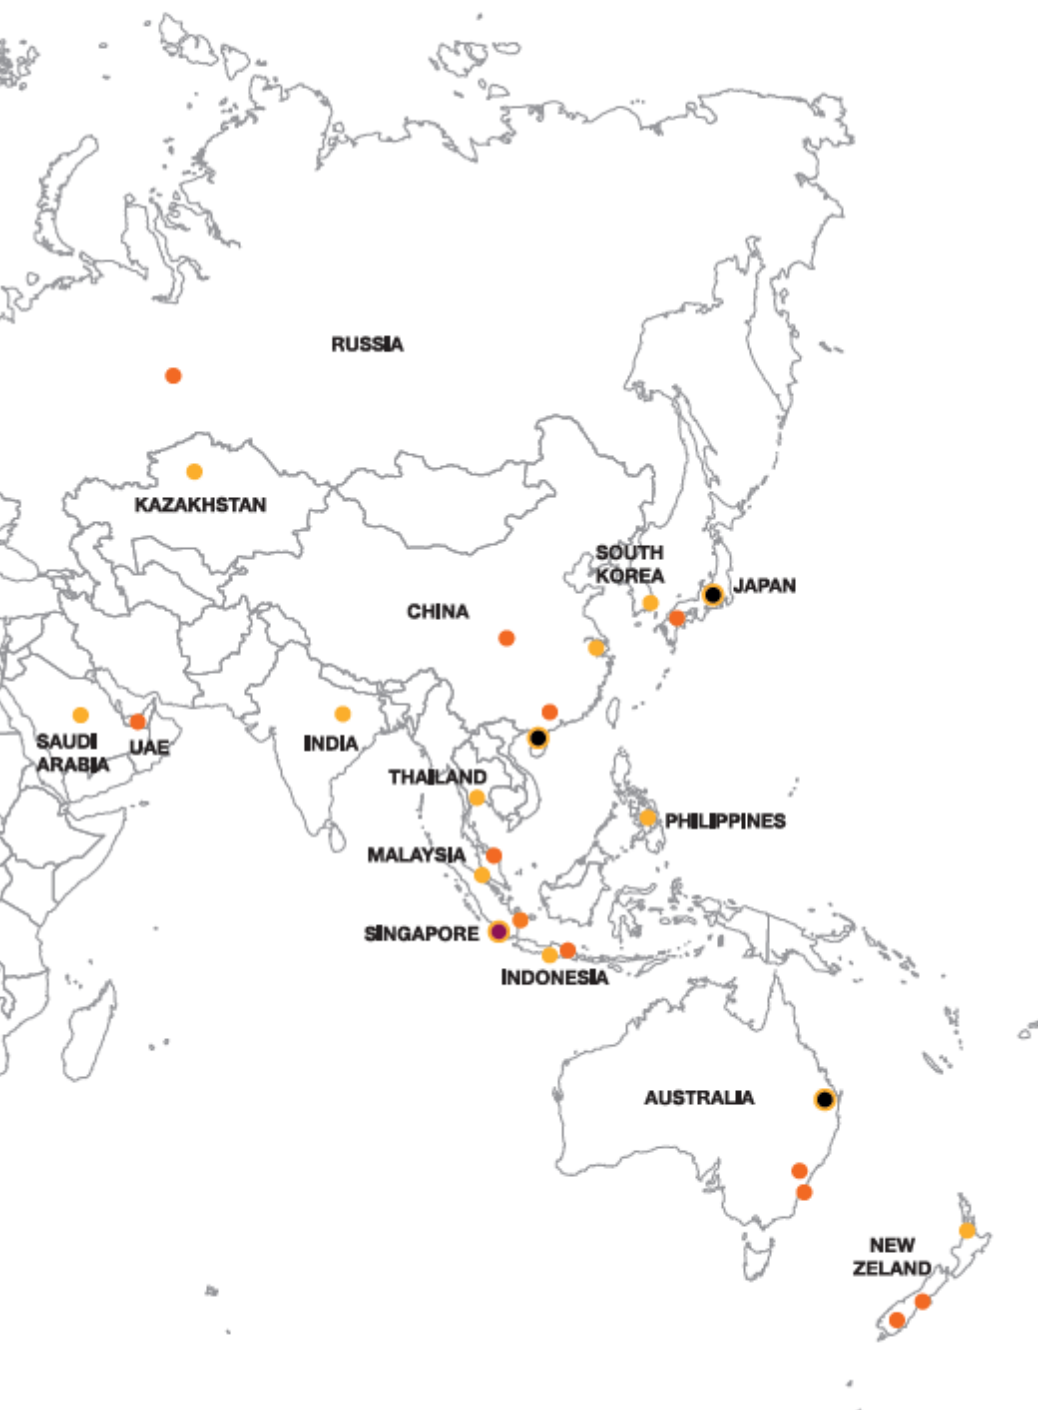 RUSSIA
KAZAKHSTAN
SOUTH
KOREA
JAPAN
CHINA
SAUDI
ARABIA
UAE
INDIA
THAILAND
PHILIPPINES
MALAYSIA
SINGAPORE
INDONESIA
AUSTRALIA
NEW
ZELAND